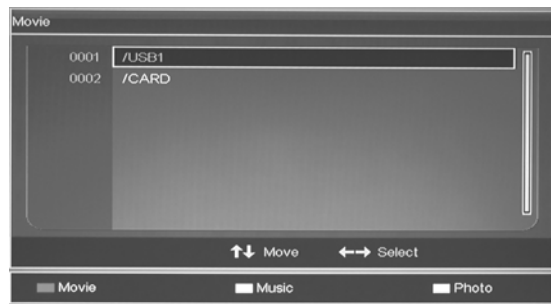 Movie
0001 /USB1
0002 /CARD
Move Select
Movie Music Photo